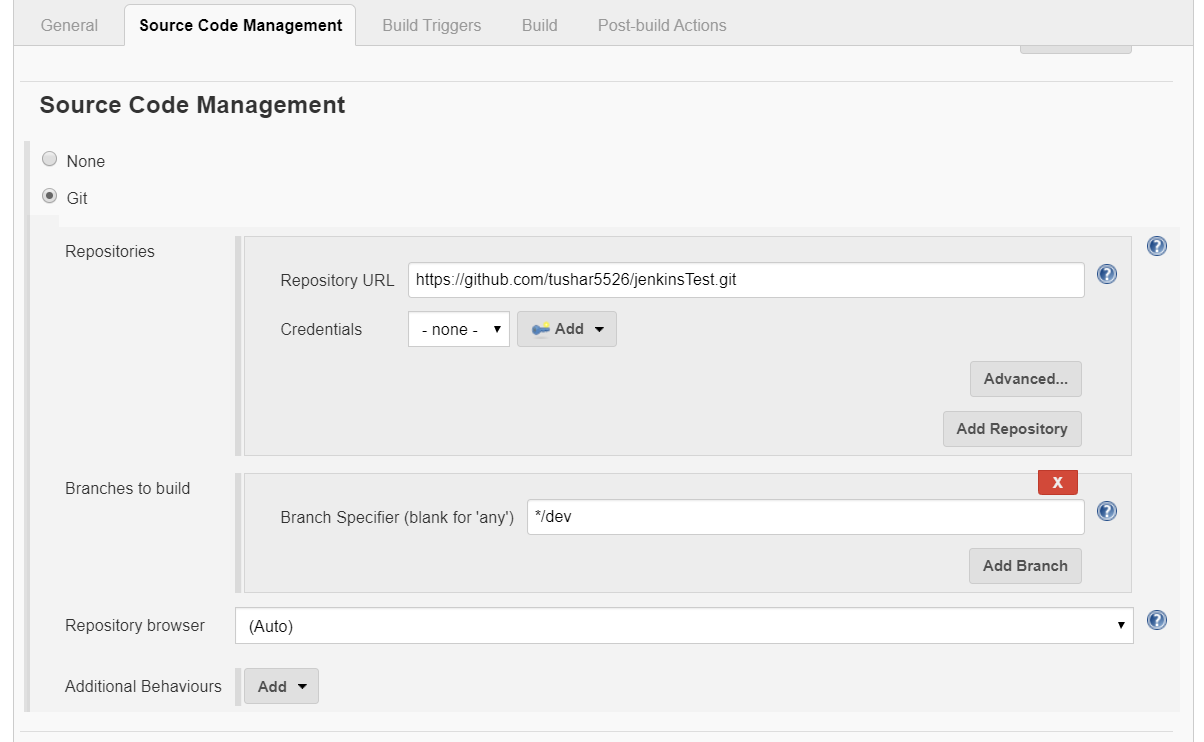 General Source Code Management Build Triggers Build Post-build Actions
Source Code Management
None
Git
Repositories
?
Repository URL https://github.com/tushar5526/jenkinsTest.git ?
Credentials - none - Add
Advanced...
Add Repository
Branches to build
X
Branch Specifier (blank for 'any') */dev ?
Add Branch
Repository browser (Auto) ?
Additional Behaviours Add